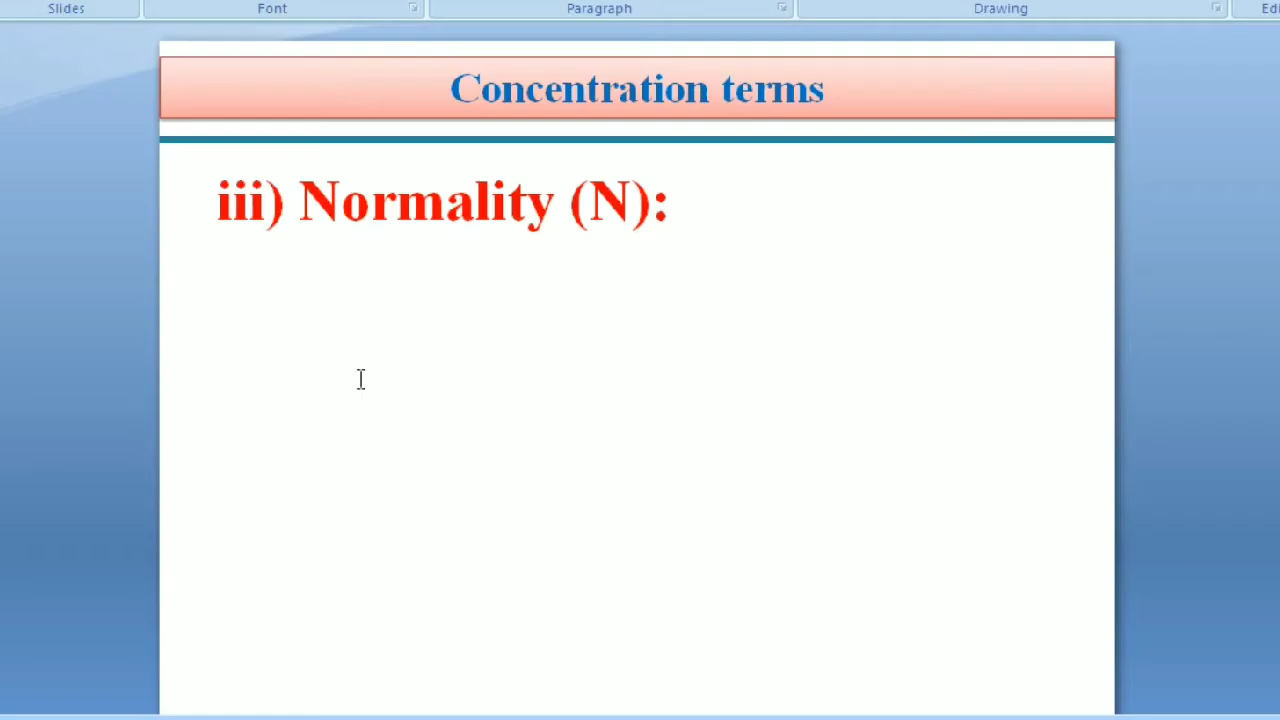 Slides Font Paragraph Drawing
Concentration terms
iii) Normality (N):